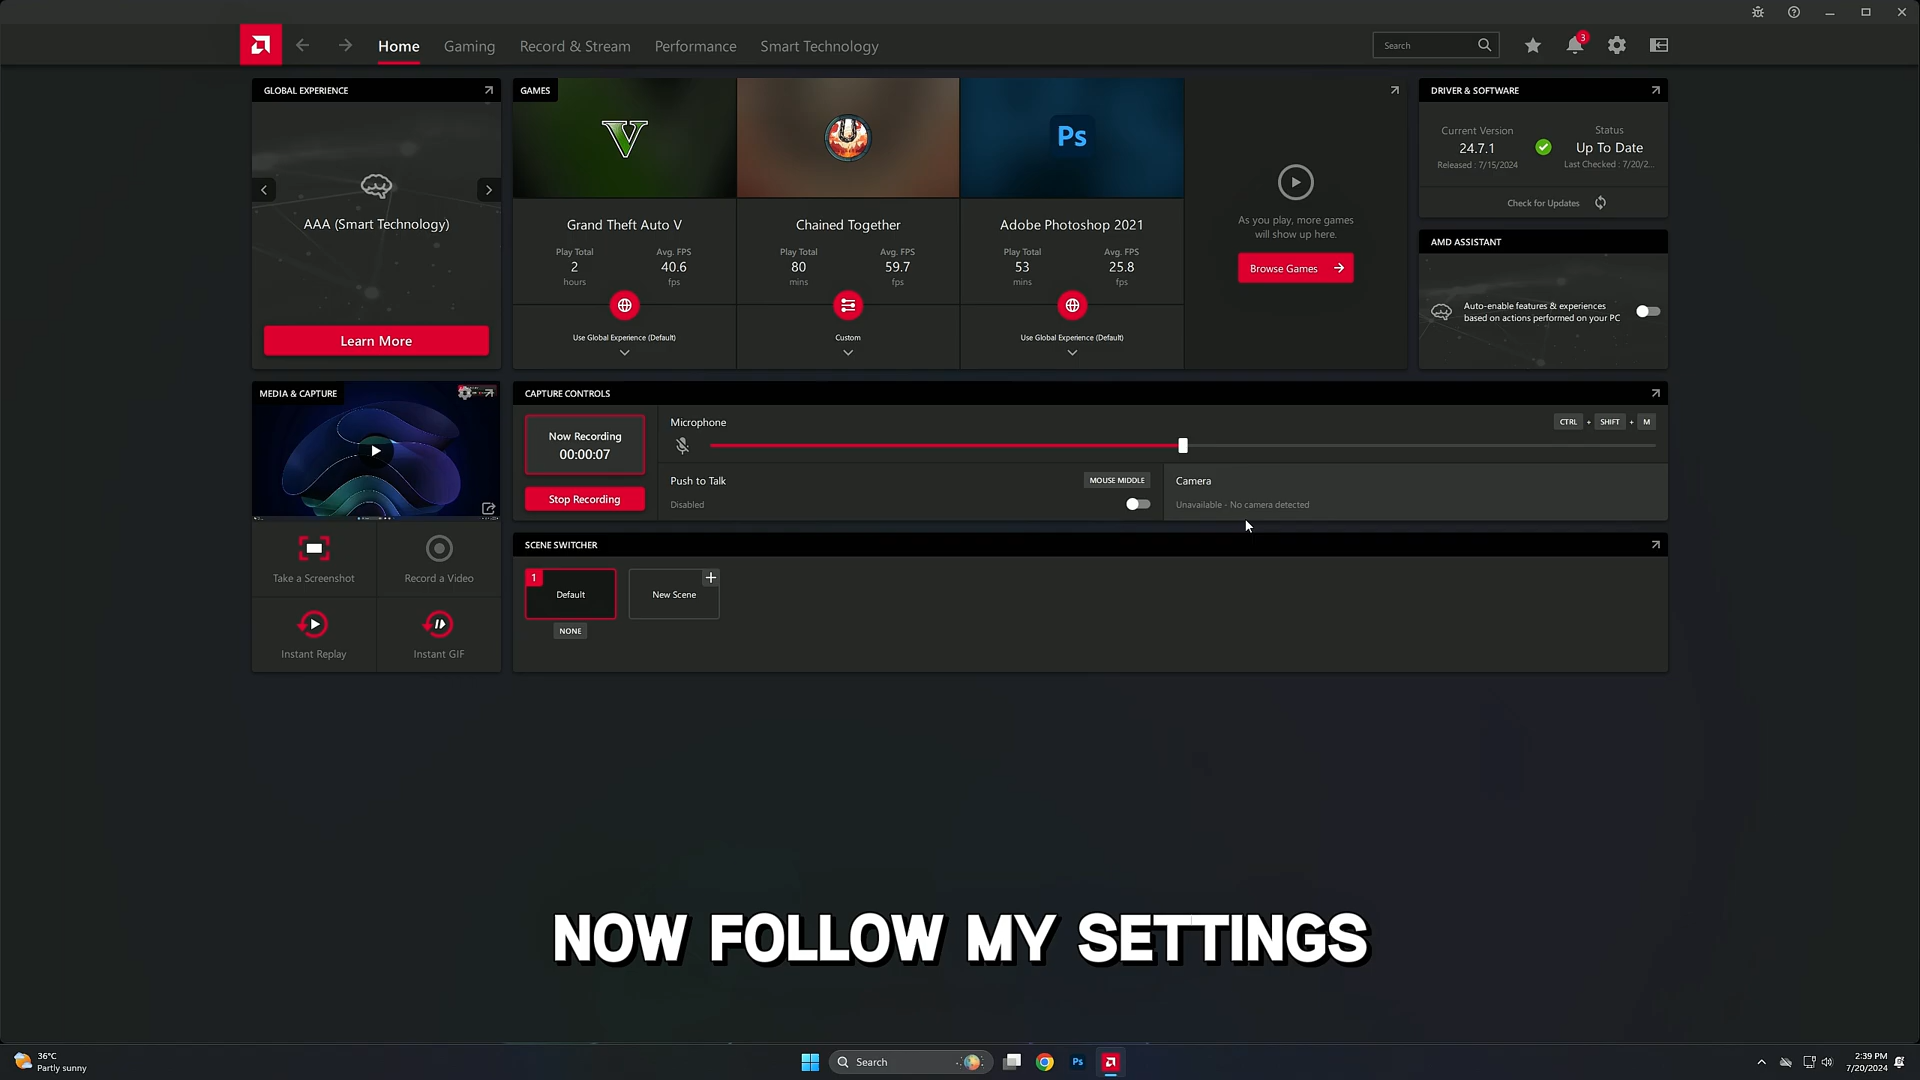 Home
Gaming
Record & Stream
Performance
Smart Technology
Search
3
GLOBAL EXPERIENCE
AAA (Smart Technology)
Learn More
GAMES
V
Ps
Grand Theft Auto V
Play Total
2
hours
Avg. FPS
40.6
fps
Use Global Experience (Default)
Chained Together
Play Total
80
mins
Avg. FPS
59.7
fps
Custom
Adobe Photoshop 2021
Play Total
53
mins
Avg. FPS
25.8
fps
Use Global Experience (Default)
As you play, more games
will show up here.
Browse Games
DRIVER & SOFTWARE
Current Version
24.7.1
Released : 7/15/2024
Status
Up To Date
Last Checked : 7/20/2...
Check for Updates
AMD ASSISTANT
Auto-enable features & experiences
based on actions performed on your PC
MEDIA & CAPTURE
Take a Screenshot
Record a Video
Instant Replay
Instant GIF
CAPTURE CONTROLS
Now Recording
00:00:07
Stop Recording
Microphone
CTRL + SHIFT + M
Push to Talk
MOUSE MIDDLE
Disabled
Camera
Unavailable - No camera detected
SCENE SWITCHER
1
Default
NONE
New Scene
NOW FOLLOW MY SETTINGS
36°C
Partly sunny
Search
Ps
2:39 PM
7/20/2024